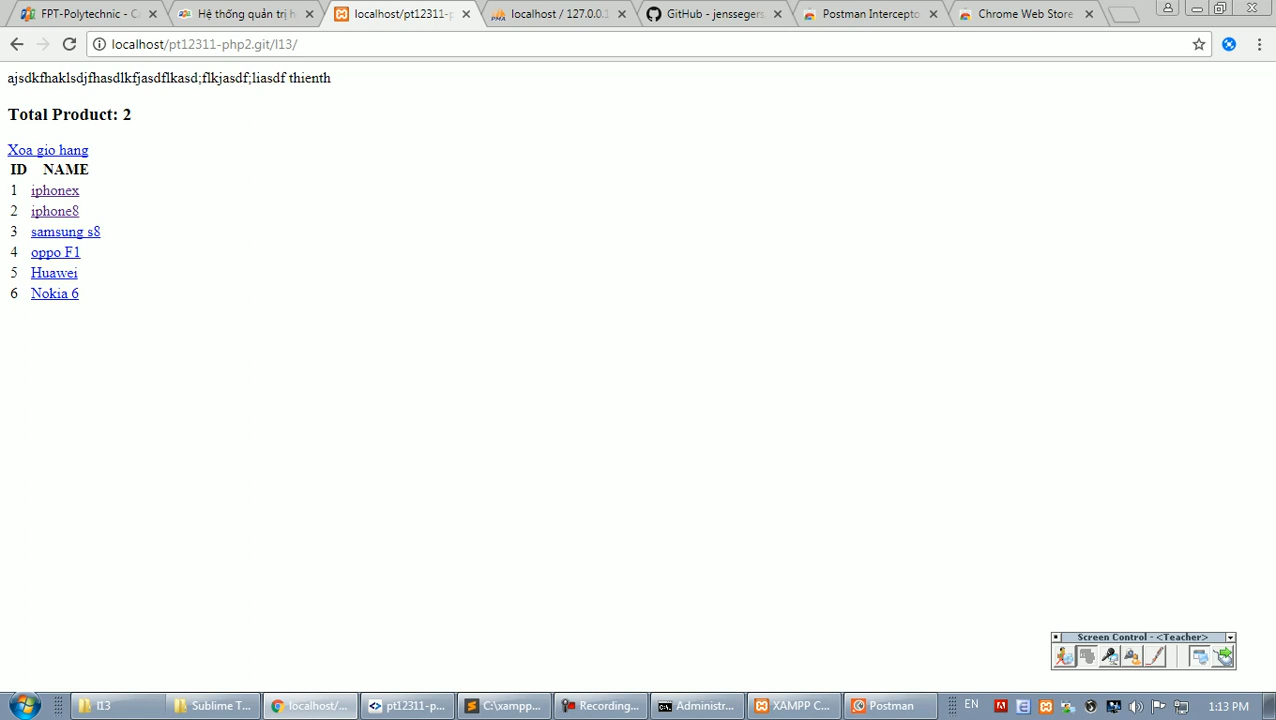 FPT-Polytechnic - C
Hệ thống quản trị h
localhost/pt12311-p
localhost / 127.0.0.1
GitHub - jenssegers
Postman Intercepto
Chrome Web Store
localhost/pt12311-php2.git/l13/
ajsdkfhaklsdjfhasdlkfjasdflkasd;flkjasdf;liasdf thienth
Total Product: 2
Xoa gio hang
ID NAME
1 iphonex
2 iphone8
3 samsung s8
4 oppo F1
5 Huawei
6 Nokia 6
Screen Control - <Teacher>
l13
Sublime T...
localhost/...
pt12311-p...
C:\xampp...
Recording...
Administr...
XAMPP C...
Postman
EN
1:13 PM